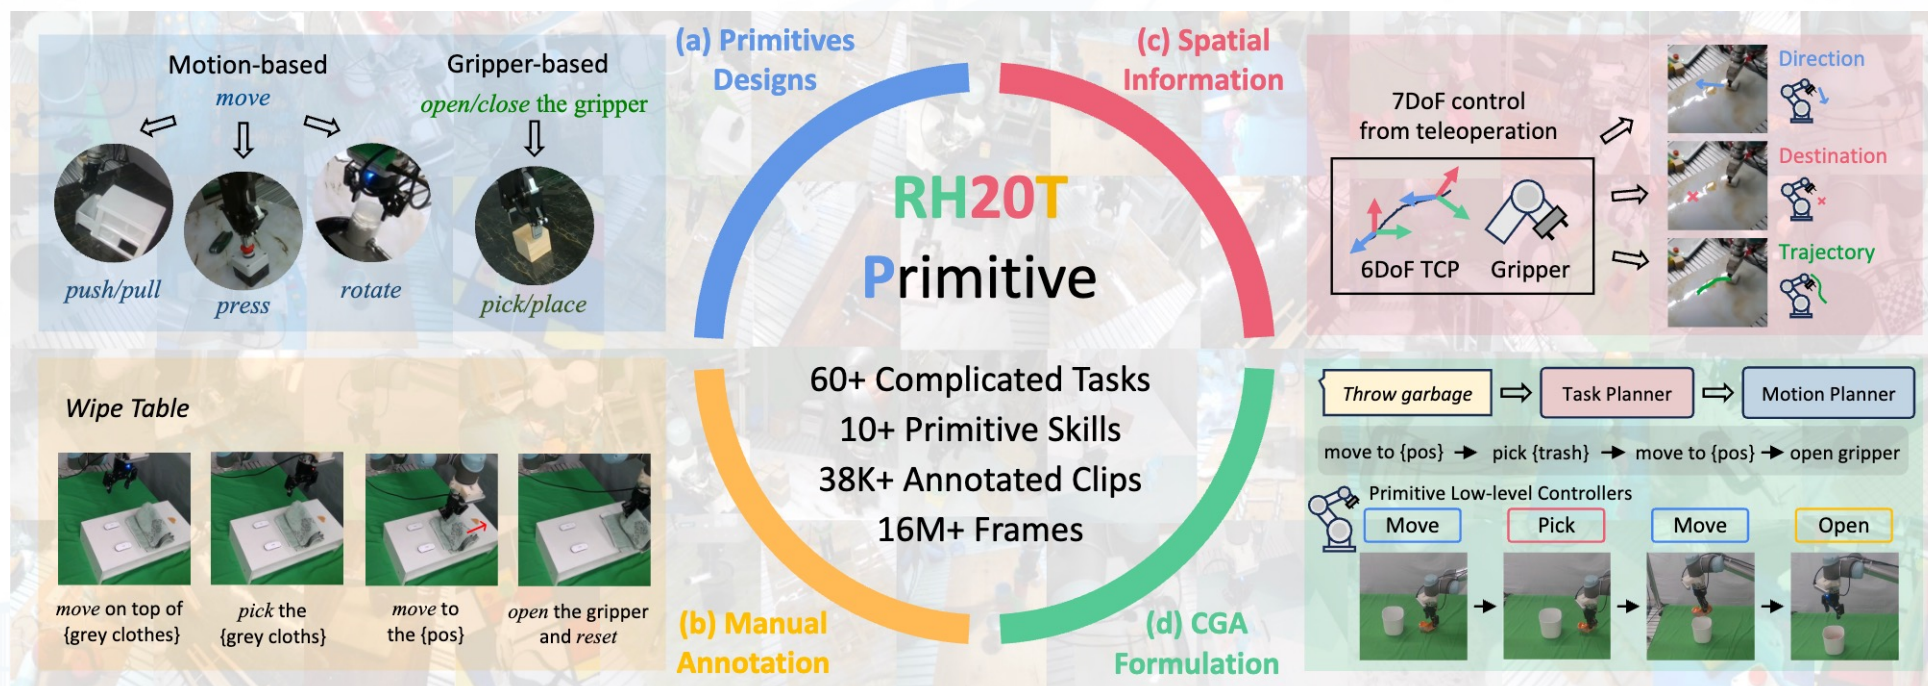 (a) Primitives
Designs
Motion-based
move
Gripper-based
open/close the gripper
push/pull
press
rotate
pick/place
(c) Spatial
Information
7DoF control
from teleoperation
6DoF TCP
Gripper
Direction
Destination
Trajectory
RH20T
Primitive
60+ Complicated Tasks
10+ Primitive Skills
38K+ Annotated Clips
16M+ Frames
Wipe Table
move on top of
{grey clothes}
pick the
{grey cloths}
move to
the {pos}
open the gripper
and reset
(b) Manual
Annotation
(d) CGA
Formulation
Throw garbage
Task Planner
Motion Planner
move to {pos}
pick {trash}
move to {pos}
open gripper
Primitive Low-level Controllers
Move
Pick
Move
Open